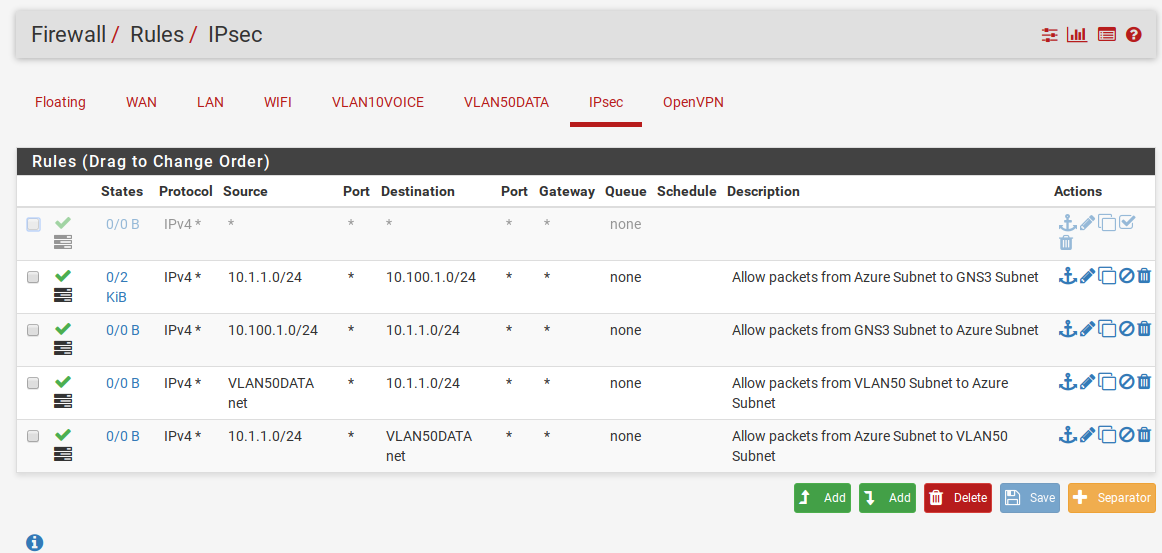 Firewall / Rules / IPsec
Floating WAN LAN WIFI VLAN10VOICE VLAN50DATA IPsec OpenVPN
Rules (Drag to Change Order)
States Protocol Source Port Destination Port Gateway Queue Schedule Description Actions
0/0 B IPv4 * * * * * * none
0/2 IPv4 * 10.1.1.0/24 * 10.100.1.0/24 * * none Allow packets from Azure Subnet to GNS3 Subnet
KiB
0/0 B IPv4 * 10.100.1.0/24 * 10.1.1.0/24 * * none Allow packets from GNS3 Subnet to Azure Subnet
0/0 B IPv4 * VLAN50DATA * 10.1.1.0/24 * * none Allow packets from VLAN50 Subnet to Azure
net Subnet
0/0 B IPv4 * 10.1.1.0/24 * VLAN50DATA * * none Allow packets from Azure Subnet to VLAN50
net Subnet
Add Add Delete Save Separator